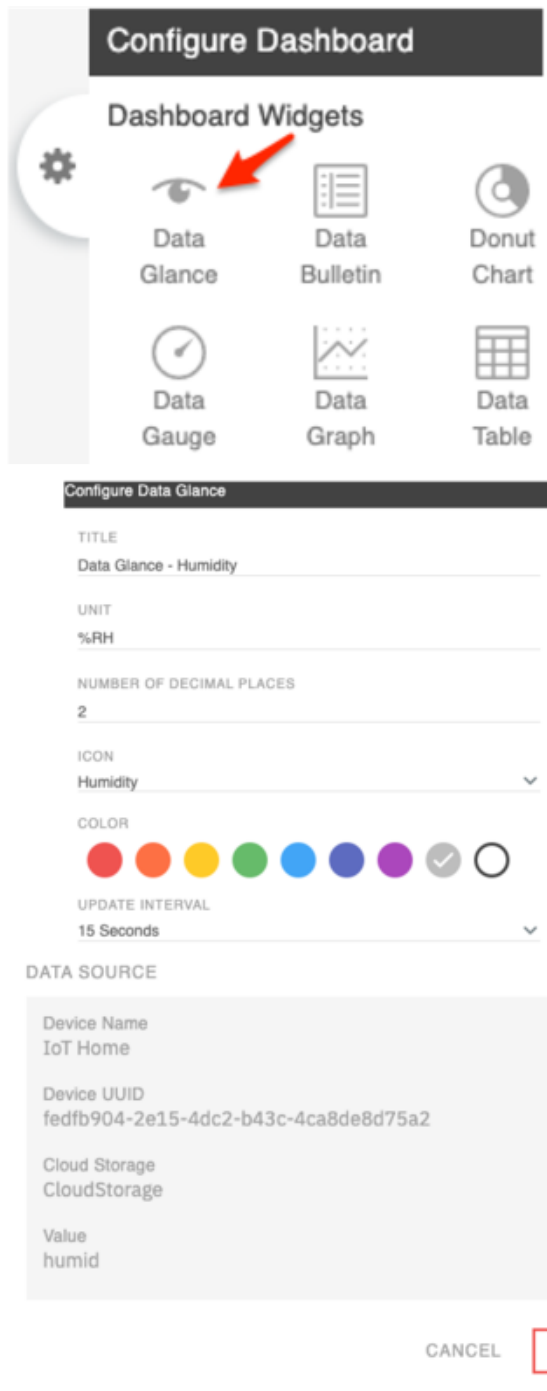 Configure Dashboard
Dashboard Widgets
Data Glance
Data Bulletin
Donut Chart
Data Gauge
Data Graph
Data Table
Configure Data Glance
TITLE
Data Glance - Humidity
UNIT
%RH
NUMBER OF DECIMAL PLACES
2
ICON
Humidity
COLOR
UPDATE INTERVAL
15 Seconds
DATA SOURCE
Device Name
IoT Home
Device UUID
fedfb904-2e15-4dc2-b43c-4ca8de8d75a2
Cloud Storage
CloudStorage
Value
humid
CANCEL